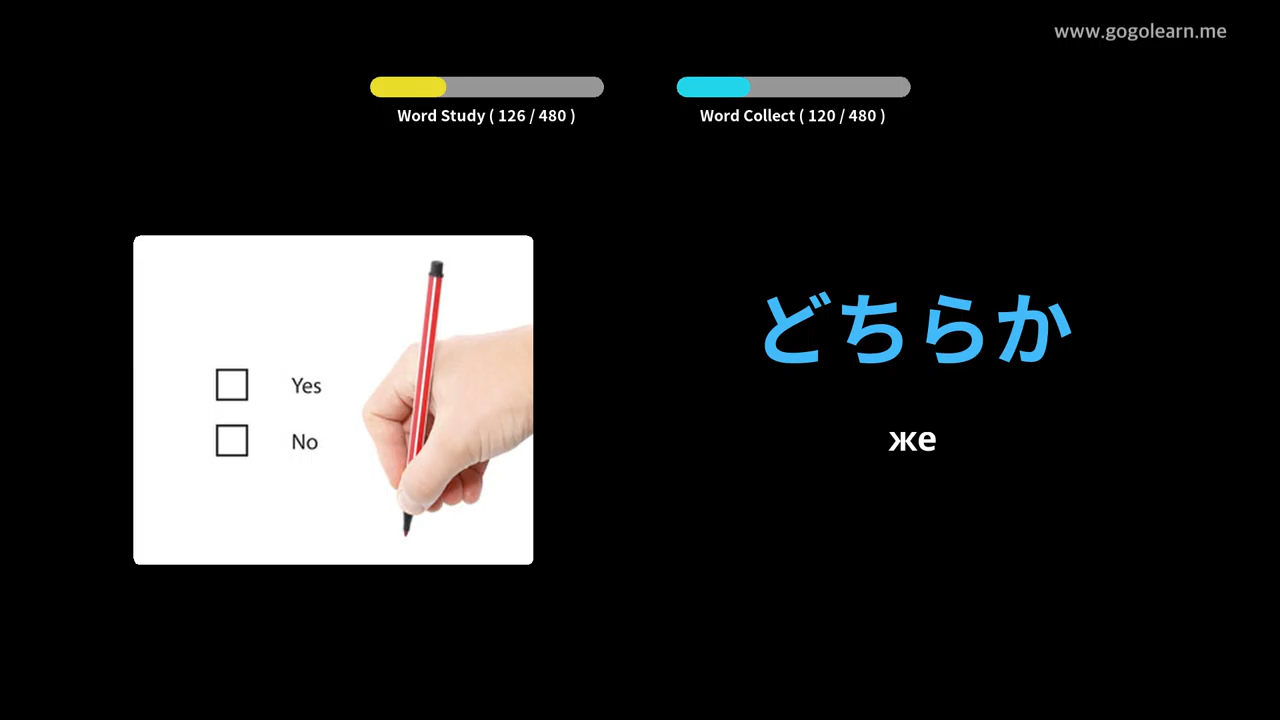 www.gogolearn.me
Word Study ( 126 / 480 )
Word Collect ( 120 / 480 )
Yes
No
どちらか
же